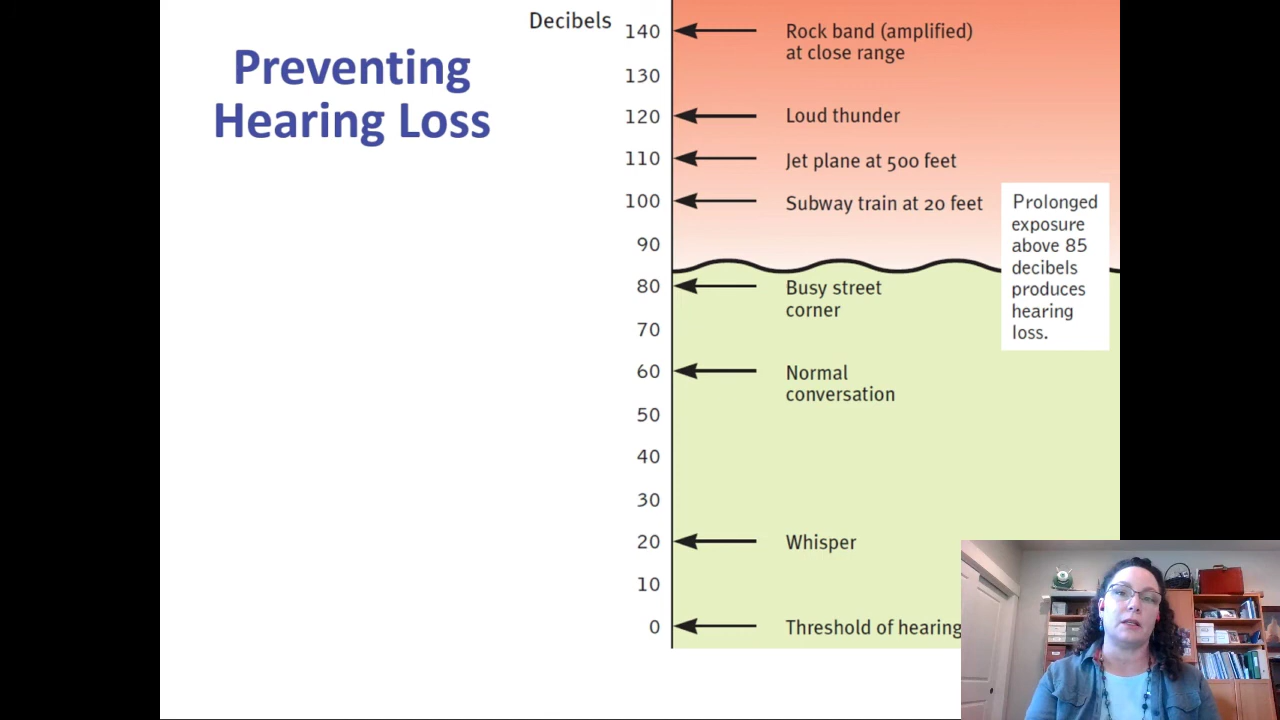 Preventing
Hearing Loss
Decibels
140
Rock band (amplified)
at close range
130
120
Loud thunder
110
Jet plane at 500 feet
100
Subway train at 20 feet
90
Prolonged
exposure
above 85
decibels
produces
hearing
loss.
80
Busy street
corner
70
60
Normal
conversation
50
40
30
20
Whisper
10
0
Threshold of hearing